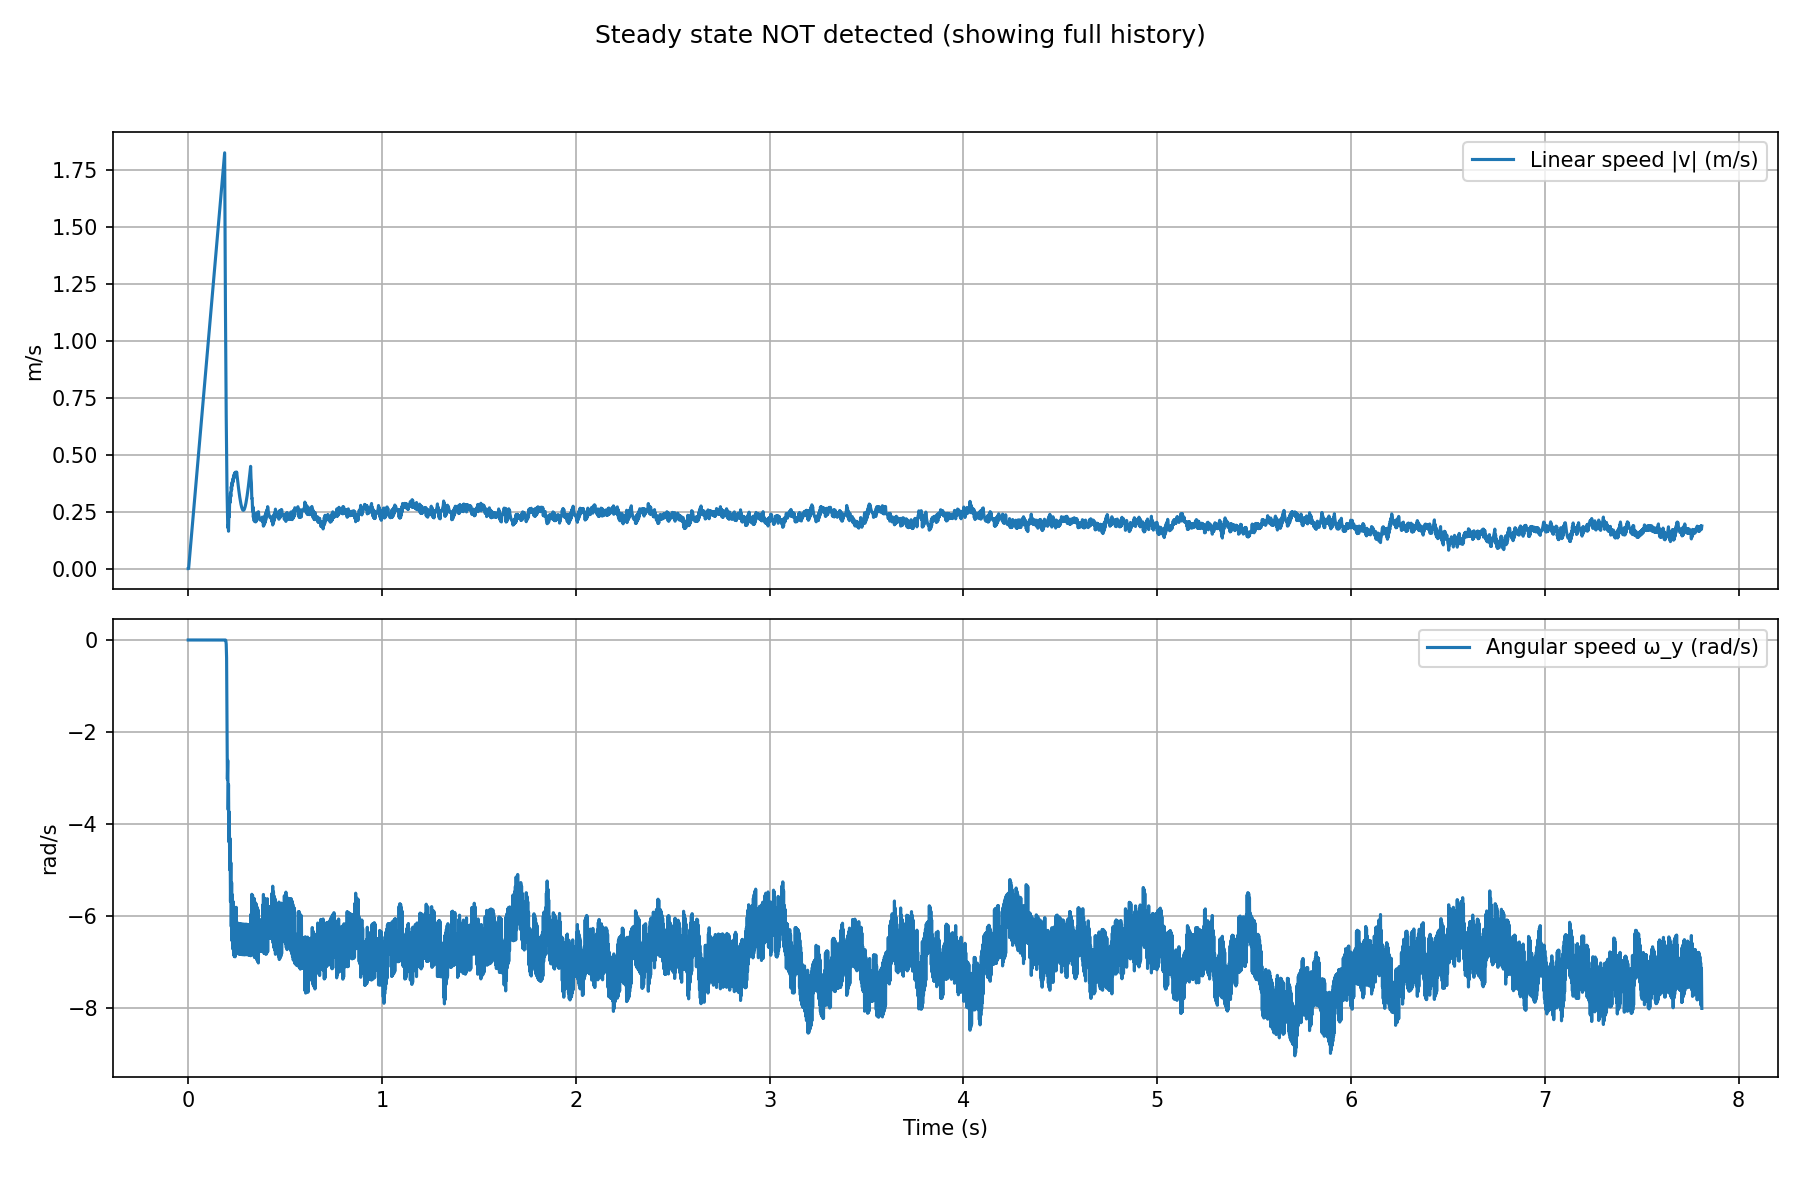 Steady state NOT detected (showing full history)
Linear speed |v| (m/s)
1.75
1.50
1.25
1.00
0.75
0.50
0.25
0.00
m/s
Angular speed ω_y (rad/s)
0
−2
−4
−6
−8
rad/s
0 1 2 3 4 5 6 7 8
Time (s)